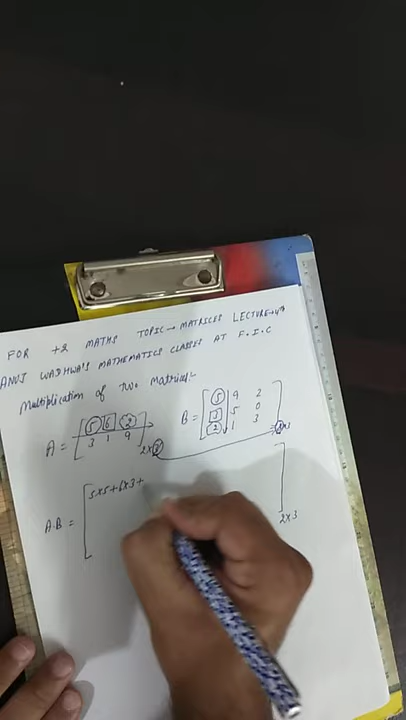 FOR +2 MATHS TOPIC → MATRICES LECTURE → 4th
ANUJ WADHWA'S MATHEMATICS CLASSES AT F.I.C
Multiplication of Two Matrices:-
A = [ 5 6 2
3 1 9 ] 2×3
B = [ 5 9 2
3 5 0
2 1 3 ]
A.B = [ 5×5+6×3+
] 2×3